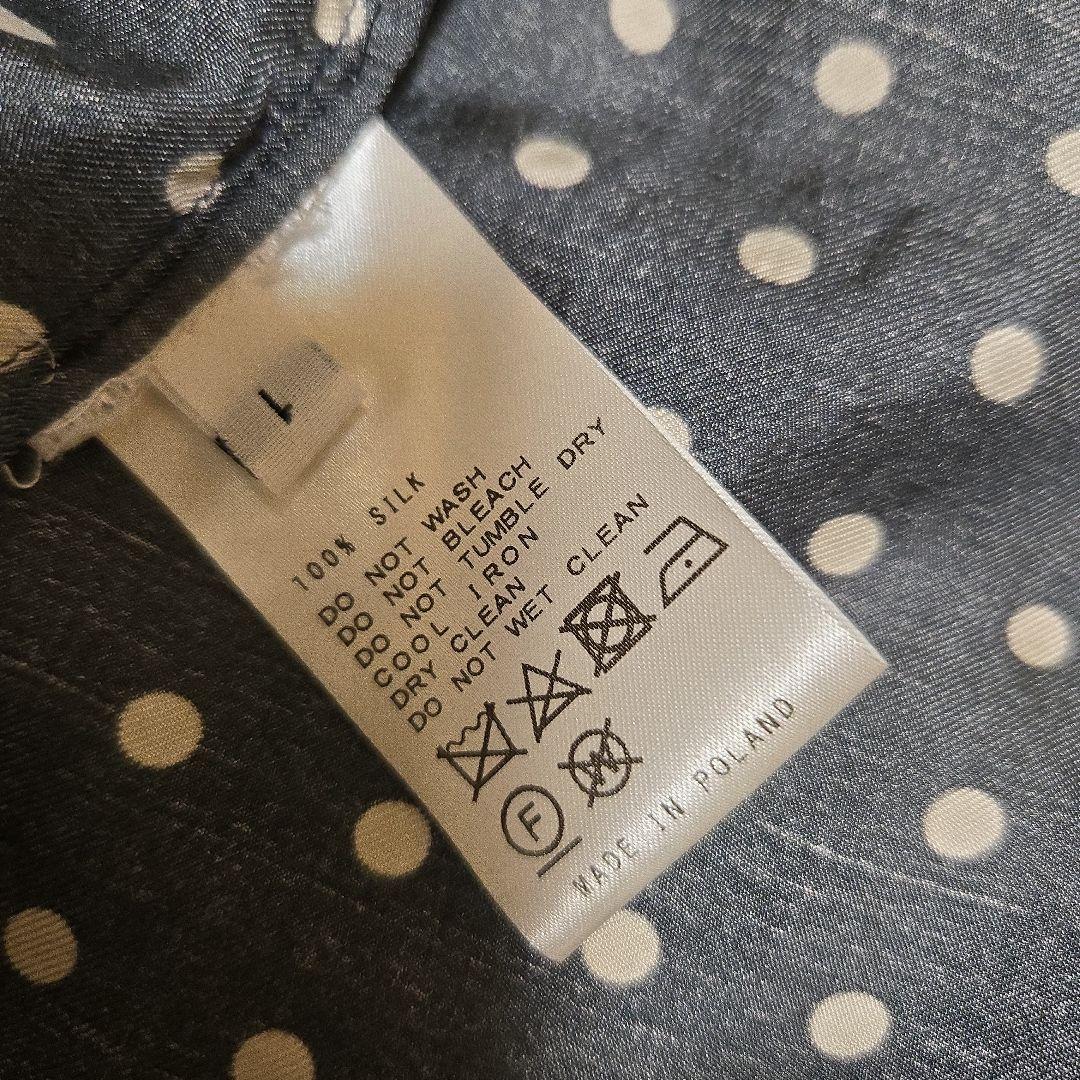 L
100% SILK
DO NOT WASH
DO NOT BLEACH
DO NOT TUMBLE DRY
COOL IRON
DRY CLEAN
DO NOT WET CLEAN
W
F
MADE IN POLAND